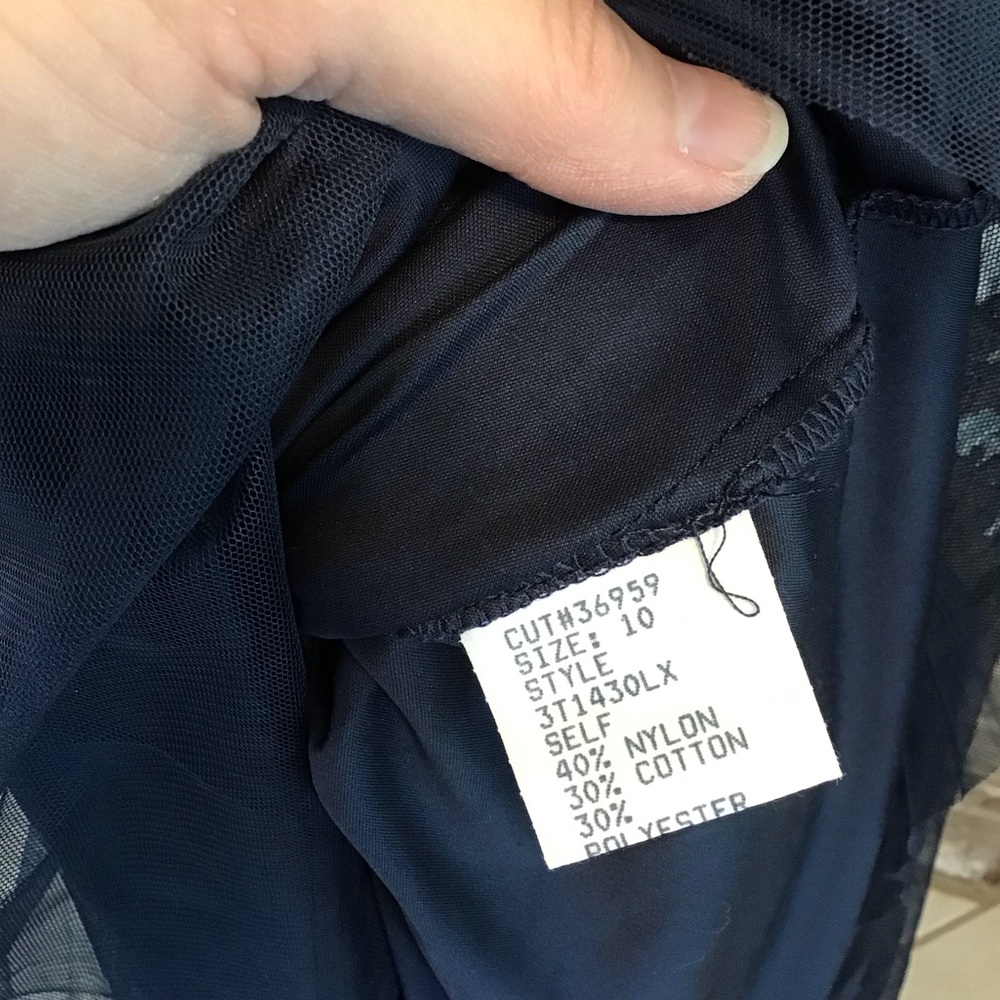 CUT#36959
SIZE: 10
STYLE
3T1430LX
SELF
40% NYLON
30% COTTON
30%
POLYESTER